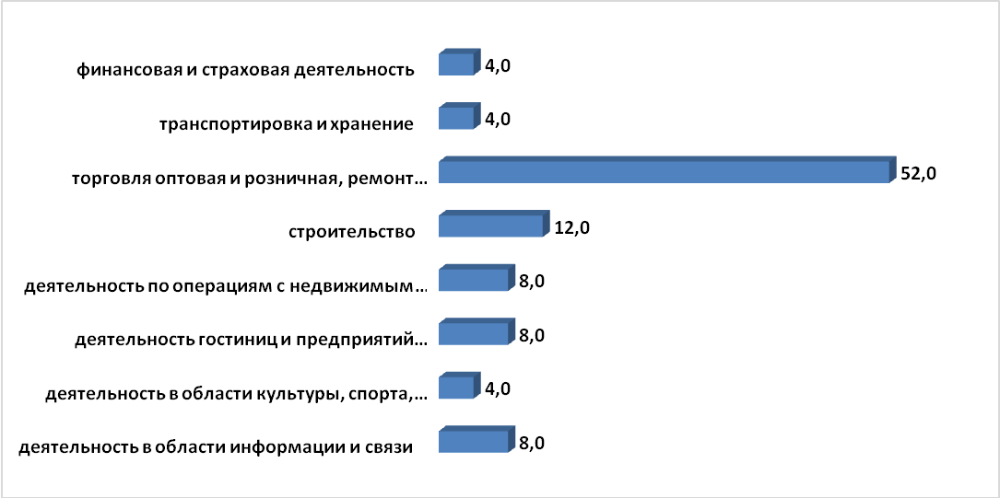 финансовая и страховая деятельность 4,0
транспортировка и хранение 4,0
торговля оптовая и розничная, ремонт... 52,0
строительство 12,0
деятельность по операциям с недвижимым... 8,0
деятельность гостиниц и предприятий... 8,0
деятельность в области культуры, спорта,... 4,0
деятельность в области информации и связи 8,0